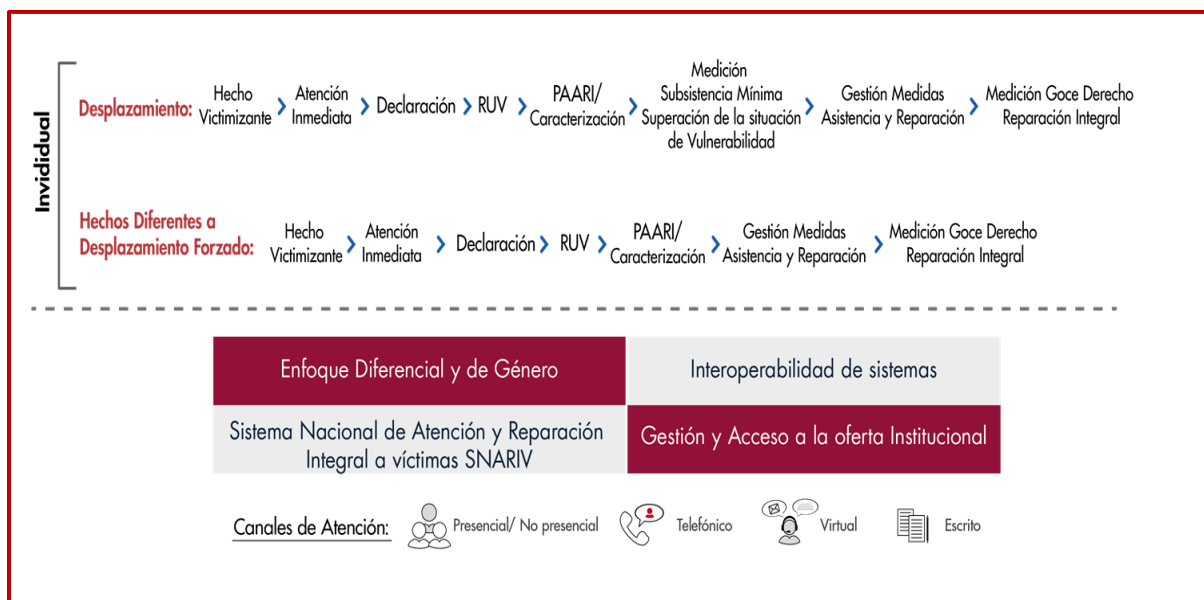 Invididual
Desplazamiento:
Hecho
Victimizante
Atención
Inmediata
Declaración
RUV
PAARI/
Caracterización
Medición
Subsistencia Mínima
Superación de la situación
de Vulnerabilidad
Gestión Medidas
Asistencia y Reparación
Medición Goce Derecho
Reparación Integral
Hechos Diferentes a
Desplazamiento Forzado:
Hecho
Victimizante
Atención
Inmediata
Declaración
RUV
PAARI/
Caracterización
Gestión Medidas
Asistencia y Reparación
Medición Goce Derecho
Reparación Integral
Enfoque Diferencial y de Género
Interoperabilidad de sistemas
Sistema Nacional de Atención y Reparación
Integral a víctimas SNARIV
Gestión y Acceso a la oferta Institucional
Canales de Atención:
Presencial/ No presencial
Telefónico
Virtual
Escrito